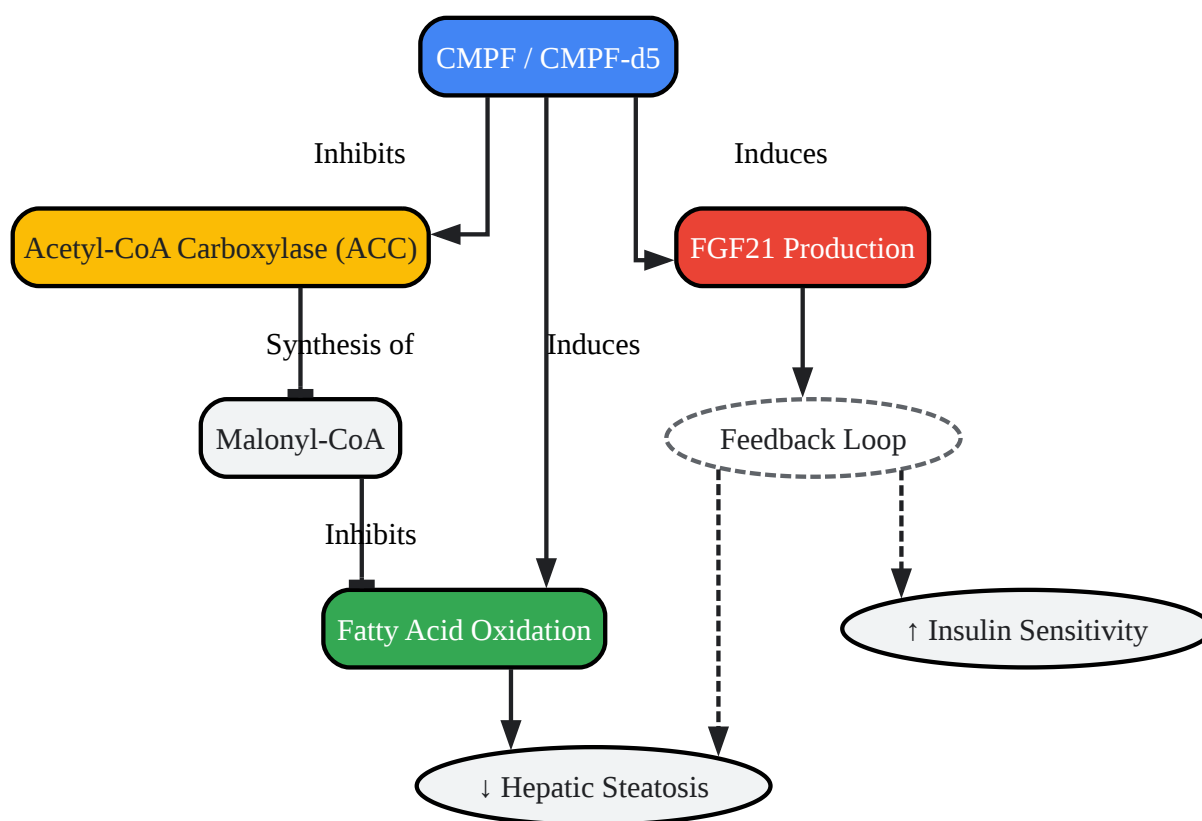 CMPF / CMPF-d5
Inhibits
Induces
Acetyl-CoA Carboxylase (ACC)
FGF21 Production
Synthesis of
Induces
Malonyl-CoA
Feedback Loop
Inhibits
Fatty Acid Oxidation
↑ Insulin Sensitivity
↓ Hepatic Steatosis